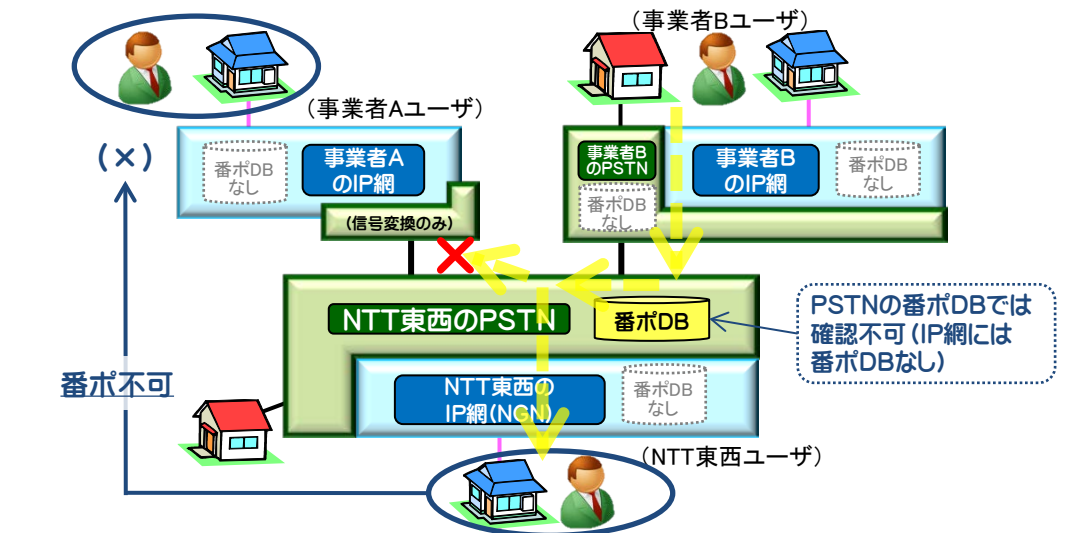 （事業者Bユーザ）
（事業者Aユーザ）
（×）
番ポDB
なし
事業者A
のIP網
（信号変換のみ）
事業者B
のPSTN
番ポDB
なし
事業者B
のIP網
番ポDB
なし
NTT東西のPSTN
番ポDB
PSTNの番ポDBでは
確認不可（IP網には
番ポDBなし）
番ポ不可
NTT東西の
IP網（NGN）
番ポDB
なし
（NTT東西ユーザ）